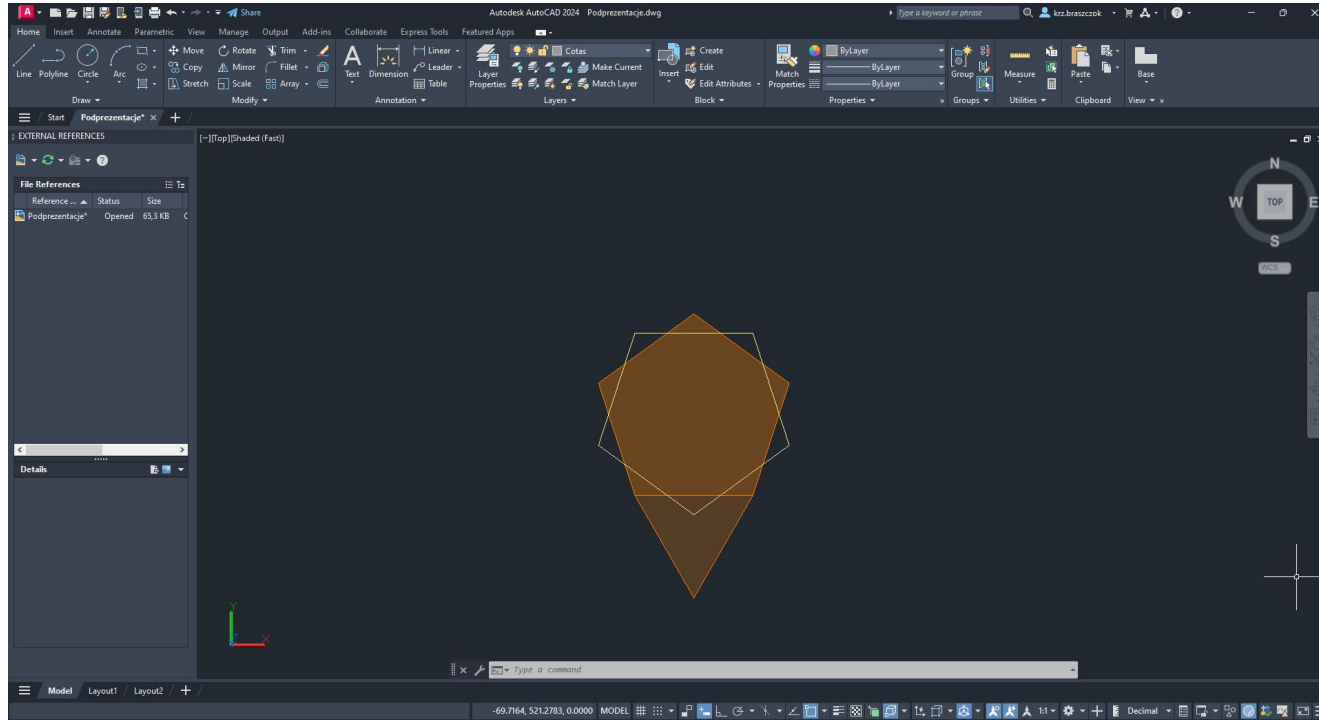 A Share Autodesk AutoCAD 2024 Podprezentacje.dwg Type a keyword or phrase krz.braszczok
Home Insert Annotate Parametric View Manage Output Add-ins Collaborate Express Tools Featured Apps
Line Polyline Circle Arc
Move Rotate Trim
Copy Mirror Fillet
Stretch Scale Array
A Text Dimension
Linear
Leader
Table
Layer Properties
Cotas
Make Current
Match Layer
Insert
Create
Edit
Edit Attributes
Match Properties
ByLayer
ByLayer
ByLayer
Group
Measure
Paste
Base
Draw Modify Annotation Layers Block Properties Groups Utilities Clipboard View
Start Podprezentacje*
EXTERNAL REFERENCES
[−][Top][Shaded (Fast)]
File References
Reference ... Status Size
Podprezentacje* Opened 65,3 KB C
Details
N
W TOP E
S
WCS
Y
X
Type a command
Model Layout1 Layout2
-69.7164, 521.2783, 0.0000 MODEL 1:1 Decimal